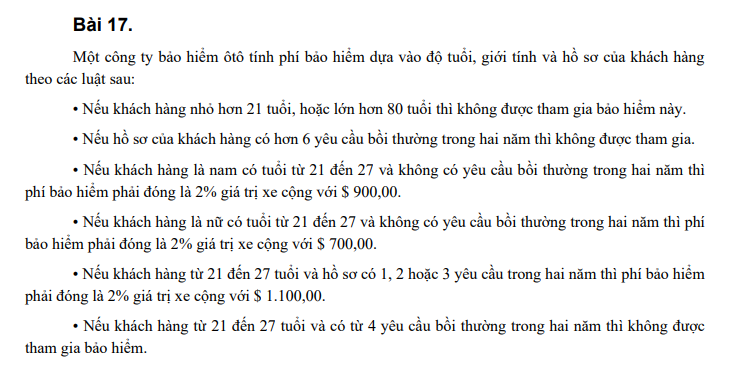 Bài 17.
Một công ty bảo hiểm ôtô tính phí bảo hiểm dựa vào độ tuổi, giới tính và hồ sơ của khách hàng
theo các luật sau:
• Nếu khách hàng nhỏ hơn 21 tuổi, hoặc lớn hơn 80 tuổi thì không được tham gia bảo hiểm này.
• Nếu hồ sơ của khách hàng có hơn 6 yêu cầu bồi thường trong hai năm thì không được tham gia.
• Nếu khách hàng là nam có tuổi từ 21 đến 27 và không có yêu cầu bồi thường trong hai năm thì
phí bảo hiểm phải đóng là 2% giá trị xe cộng với $ 900,00.
• Nếu khách hàng là nữ có tuổi từ 21 đến 27 và không có yêu cầu bồi thường trong hai năm thì phí
bảo hiểm phải đóng là 2% giá trị xe cộng với $ 700,00.
• Nếu khách hàng từ 21 đến 27 tuổi và hồ sơ có 1, 2 hoặc 3 yêu cầu trong hai năm thì phí bảo hiểm
phải đóng là 2% giá trị xe cộng với $ 1.100,00.
• Nếu khách hàng từ 21 đến 27 tuổi và có từ 4 yêu cầu bồi thường trong hai năm thì không được
tham gia bảo hiểm.